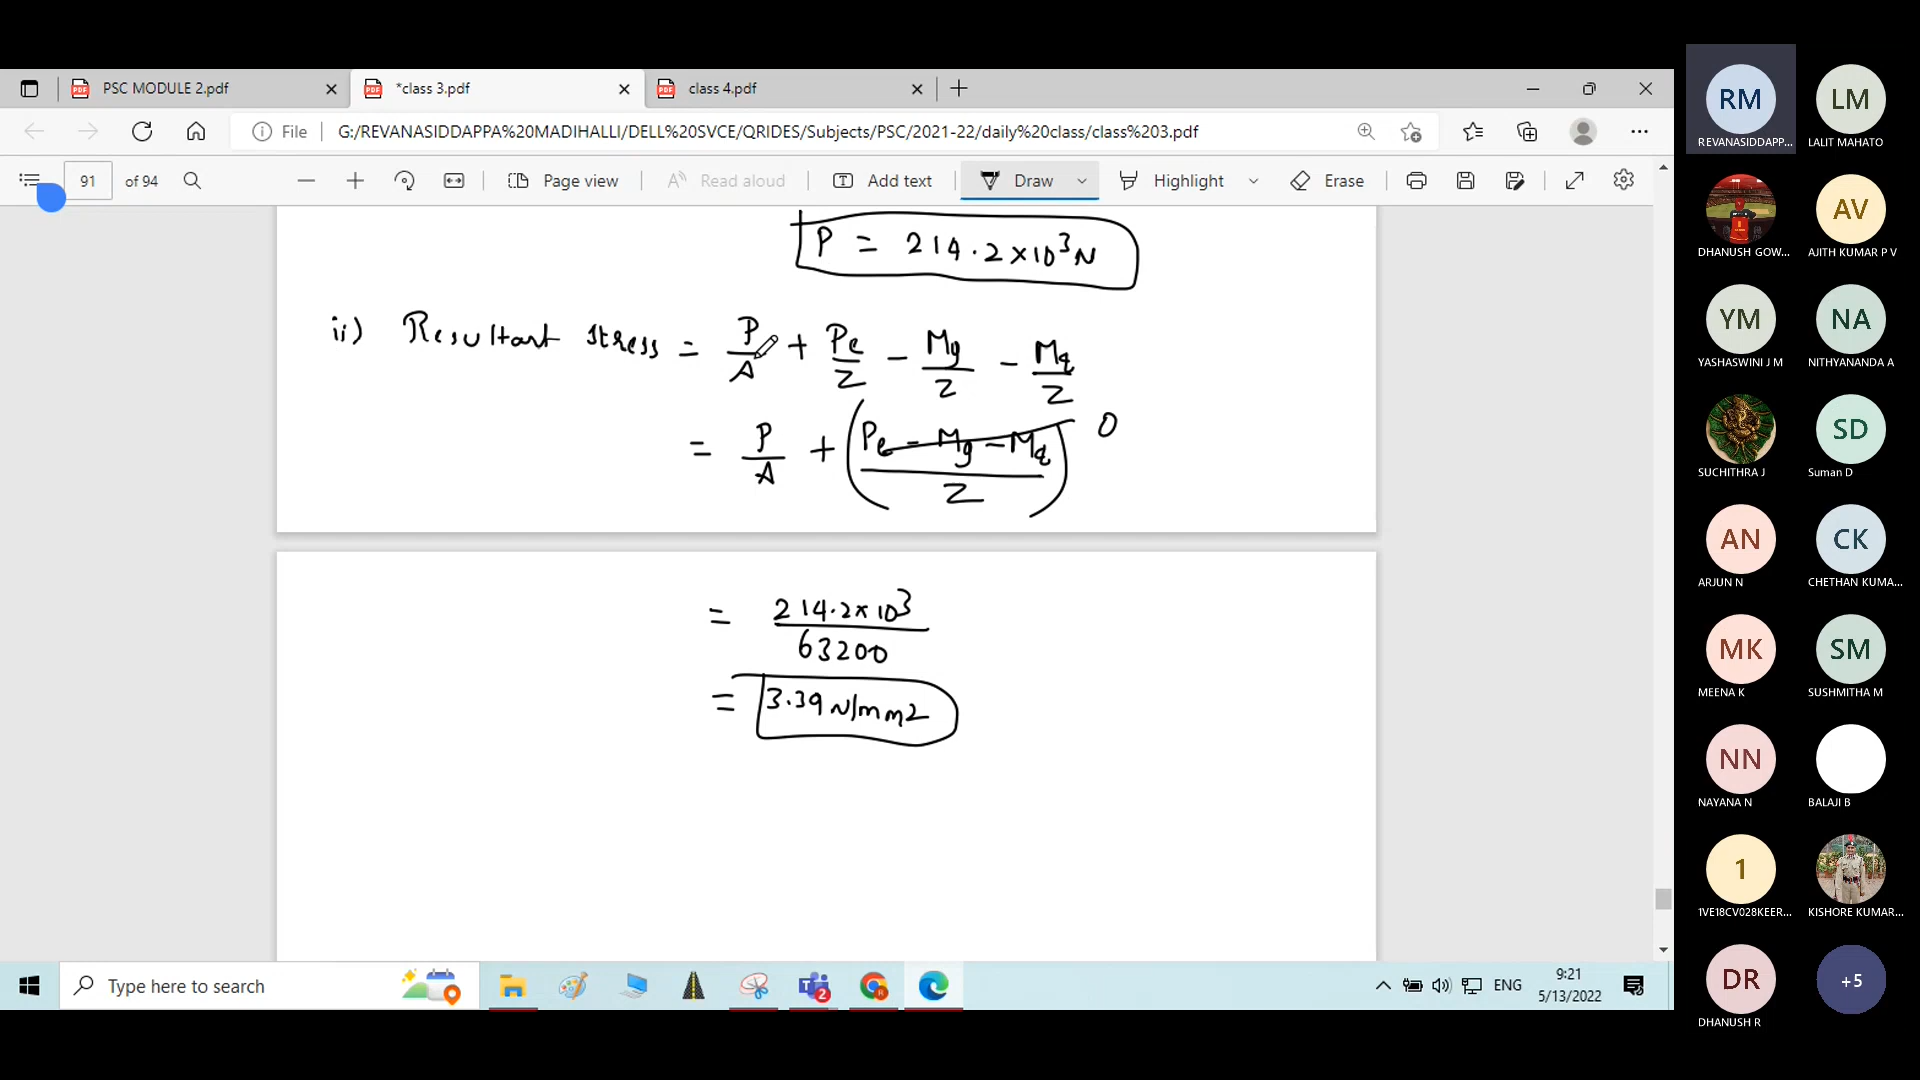 PSC MODULE 2.pdf
*class 3.pdf
class 4.pdf
File
G:/REVANASIDDAPPA%20MADIHALLI/DELL%20SVCE/QRIDES/Subjects/PSC/2021-22/daily%20class/class%203.pdf
91 of 94
Page view
Read aloud
Add text
Draw
Highlight
Erase
P = 214.2×10³N
ii) Resultant stress = P/A + Pe/Z − Mg/Z − Mq/Z
= P/A + (Pe − Mg − Mq / Z) 0
= 214.2×10³ / 63200
= 3.39 N/mm2
Type here to search
2
ENG
9:21
5/13/2022
RM
REVANASIDDAPP...
LM
LALIT MAHATO
DHANUSH GOW...
AV
AJITH KUMAR P V
YM
YASHASWINI J M
NA
NITHYANANDA A
SUCHITHRA J
SD
Suman D
AN
ARJUN N
CK
CHETHAN KUMA...
MK
MEENA K
SM
SUSHMITHA M
NN
NAYANA N
BALAJI B
1
1VE18CV028KEER...
KISHORE KUMAR...
DR
DHANUSH R
+5